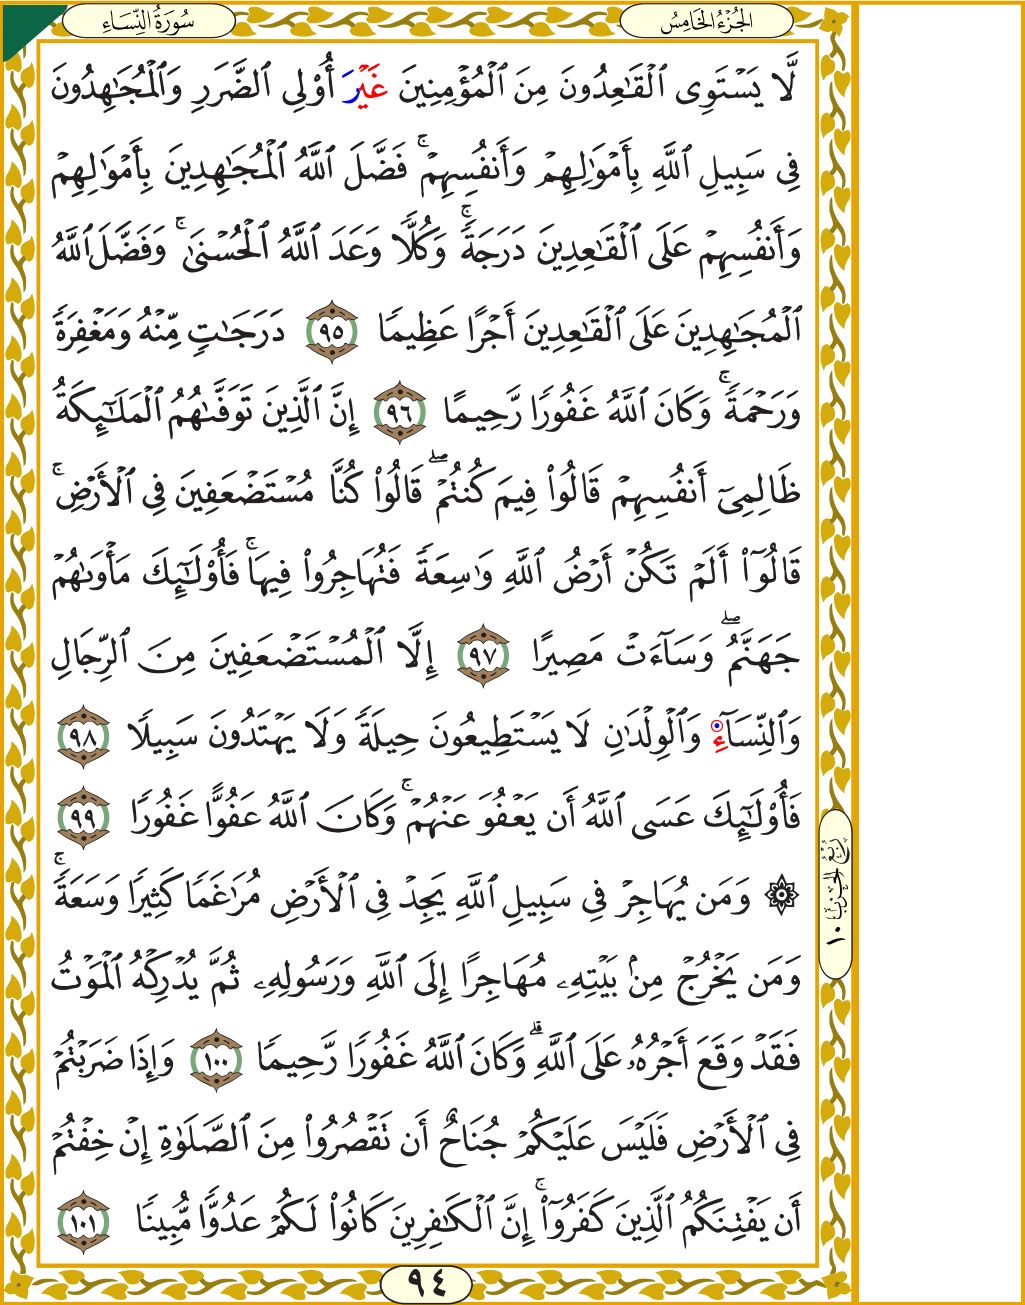 سُورَةُ النِّسَاءِ
الجُزْءُ الخَامِسُ
لَّا يَسْتَوِى ٱلْقَٰعِدُونَ مِنَ ٱلْمُؤْمِنِينَ غَيْرَ أُو۟لِى ٱلضَّرَرِ وَٱلْمُجَٰهِدُونَ
فِى سَبِيلِ ٱللَّهِ بِأَمْوَٰلِهِمْ وَأَنفُسِهِمْ ۚ فَضَّلَ ٱللَّهُ ٱلْمُجَٰهِدِينَ بِأَمْوَٰلِهِمْ
وَأَنفُسِهِمْ عَلَى ٱلْقَٰعِدِينَ دَرَجَةً ۚ وَكُلًّا وَعَدَ ٱللَّهُ ٱلْحُسْنَىٰ ۚ وَفَضَّلَ ٱللَّهُ
ٱلْمُجَٰهِدِينَ عَلَى ٱلْقَٰعِدِينَ أَجْرًا عَظِيمًا ٩٥ دَرَجَٰتٍ مِّنْهُ وَمَغْفِرَةً
وَرَحْمَةً ۚ وَكَانَ ٱللَّهُ غَفُورًا رَّحِيمًا ٩٦ إِنَّ ٱلَّذِينَ تَوَفَّىٰهُمُ ٱلْمَلَٰٓئِكَةُ
ظَالِمِىٓ أَنفُسِهِمْ قَالُوا۟ فِيمَ كُنتُمْ ۖ قَالُوا۟ كُنَّا مُسْتَضْعَفِينَ فِى ٱلْأَرْضِ ۚ
قَالُوٓا۟ أَلَمْ تَكُنْ أَرْضُ ٱللَّهِ وَٰسِعَةً فَتُهَاجِرُوا۟ فِيهَا ۚ فَأُو۟لَٰٓئِكَ مَأْوَىٰهُمْ
جَهَنَّمُ ۖ وَسَآءَتْ مَصِيرًا ٩٧ إِلَّا ٱلْمُسْتَضْعَفِينَ مِنَ ٱلرِّجَالِ
وَٱلنِّسَآءِ وَٱلْوِلْدَٰنِ لَا يَسْتَطِيعُونَ حِيلَةً وَلَا يَهْتَدُونَ سَبِيلًا ٩٨
فَأُو۟لَٰٓئِكَ عَسَى ٱللَّهُ أَن يَعْفُوَ عَنْهُمْ ۚ وَكَانَ ٱللَّهُ عَفُوًّا غَفُورًا ٩٩
۞ وَمَن يُهَاجِرْ فِى سَبِيلِ ٱللَّهِ يَجِدْ فِى ٱلْأَرْضِ مُرَٰغَمًا كَثِيرًا وَسَعَةً ۚ
وَمَن يَخْرُجْ مِنۢ بَيْتِهِۦ مُهَاجِرًا إِلَى ٱللَّهِ وَرَسُولِهِۦ ثُمَّ يُدْرِكْهُ ٱلْمَوْتُ
فَقَدْ وَقَعَ أَجْرُهُۥ عَلَى ٱللَّهِ ۗ وَكَانَ ٱللَّهُ غَفُورًا رَّحِيمًا ١٠٠ وَإِذَا ضَرَبْتُمْ
فِى ٱلْأَرْضِ فَلَيْسَ عَلَيْكُمْ جُنَاحٌ أَن تَقْصُرُوا۟ مِنَ ٱلصَّلَوٰةِ إِنْ خِفْتُمْ
أَن يَفْتِنَكُمُ ٱلَّذِينَ كَفَرُوٓا۟ ۚ إِنَّ ٱلْكَٰفِرِينَ كَانُوا۟ لَكُمْ عَدُوًّا مُّبِينًا ١٠١
رُبْعُ الحِزْبِ ١٠
٩٤